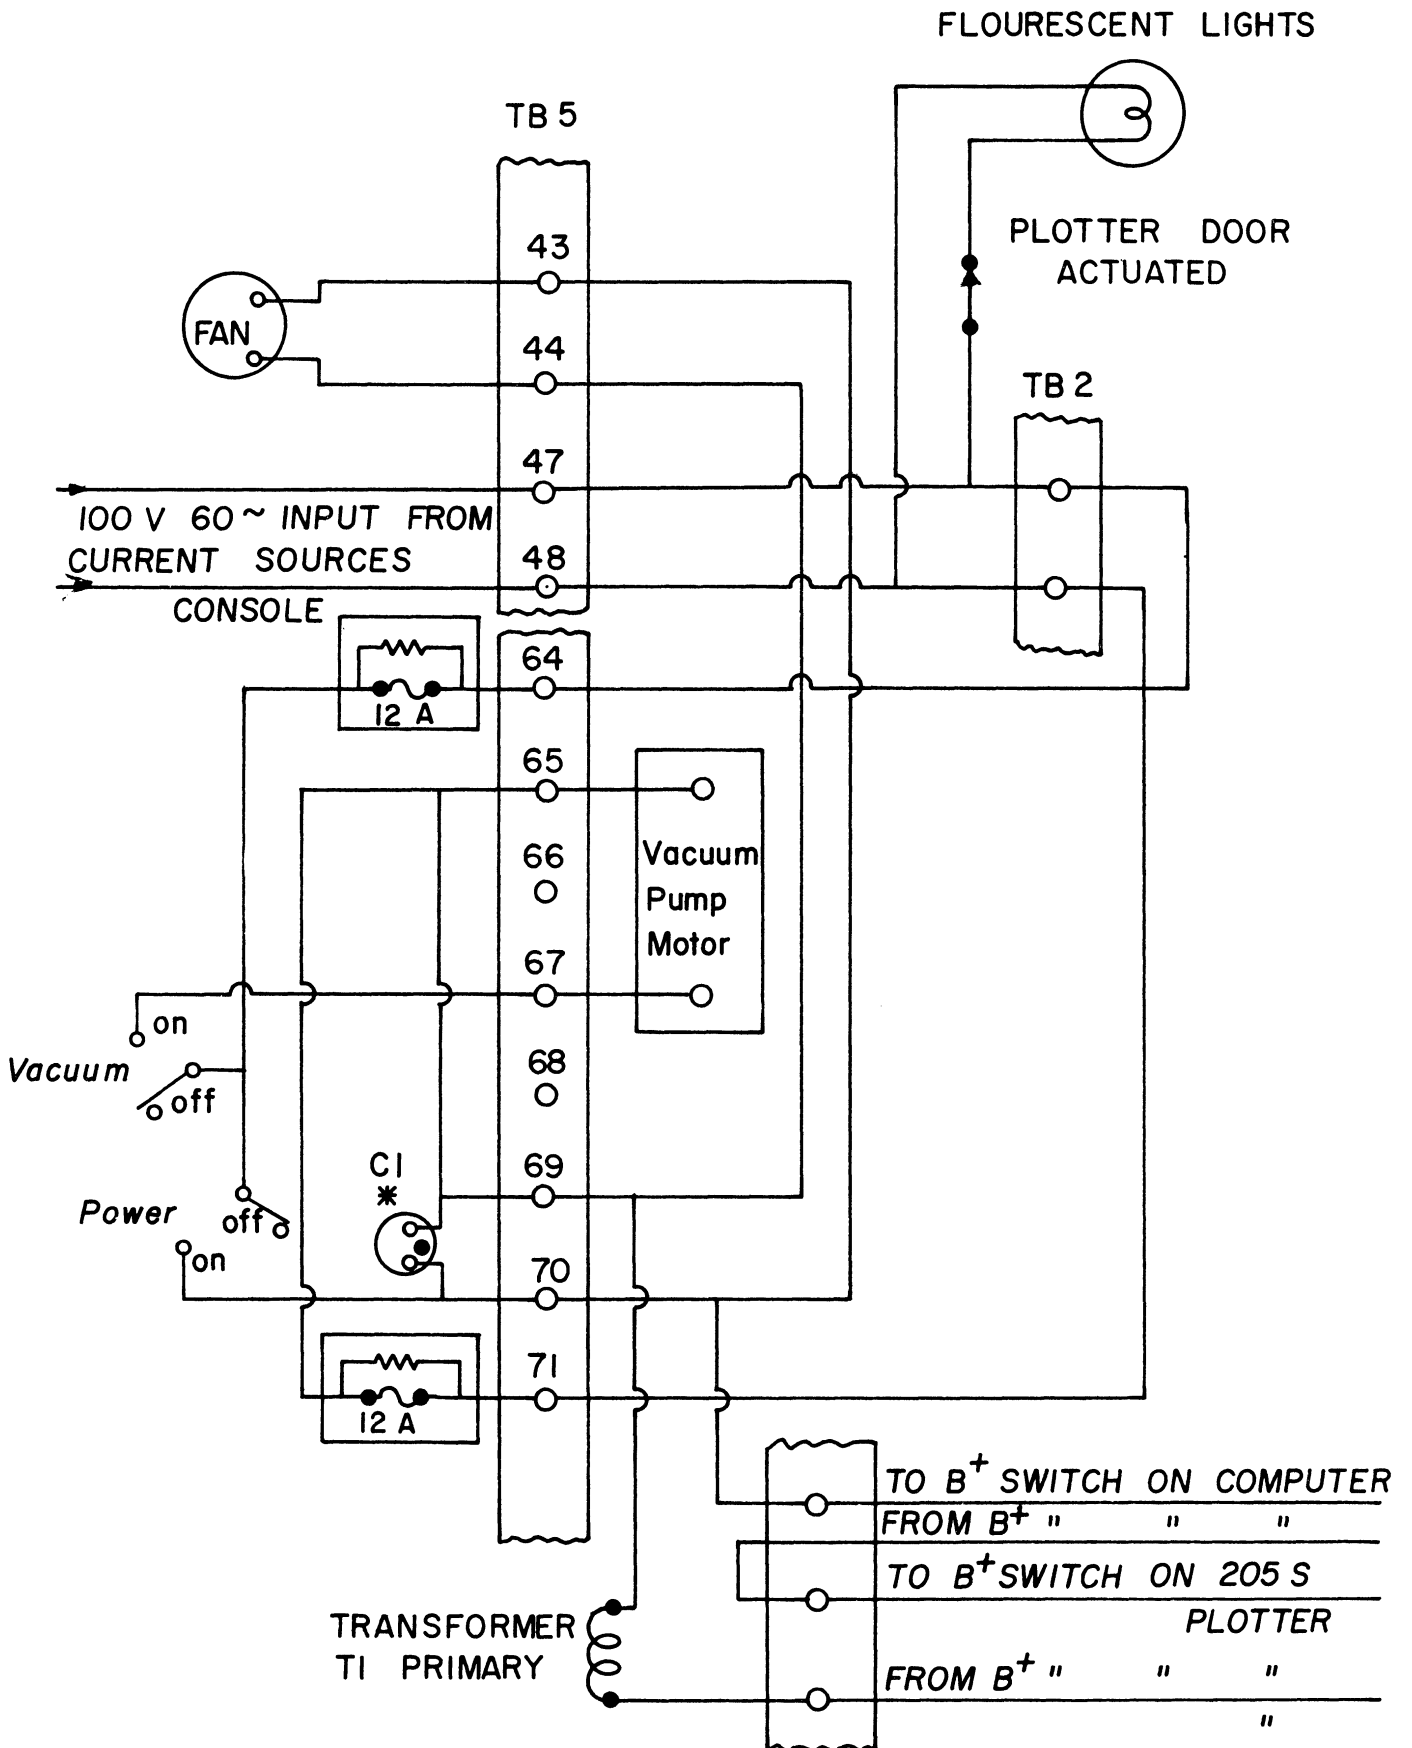 FLOURESCENT LIGHTS
TB 5
PLOTTER DOOR
ACTUATED
43
FAN
44
TB 2
47
100 V 60 ~ INPUT FROM
CURRENT SOURCES
48
CONSOLE
64
12 A
65
Vacuum
Pump
Motor
66
67
on
Vacuum
off
68
C1
*
69
Power
off
on
70
71
12 A
TO B+ SWITCH ON COMPUTER
FROM B+ " " "
TO B+ SWITCH ON 205 S
PLOTTER
TRANSFORMER
T1 PRIMARY
FROM B+ " " "
"